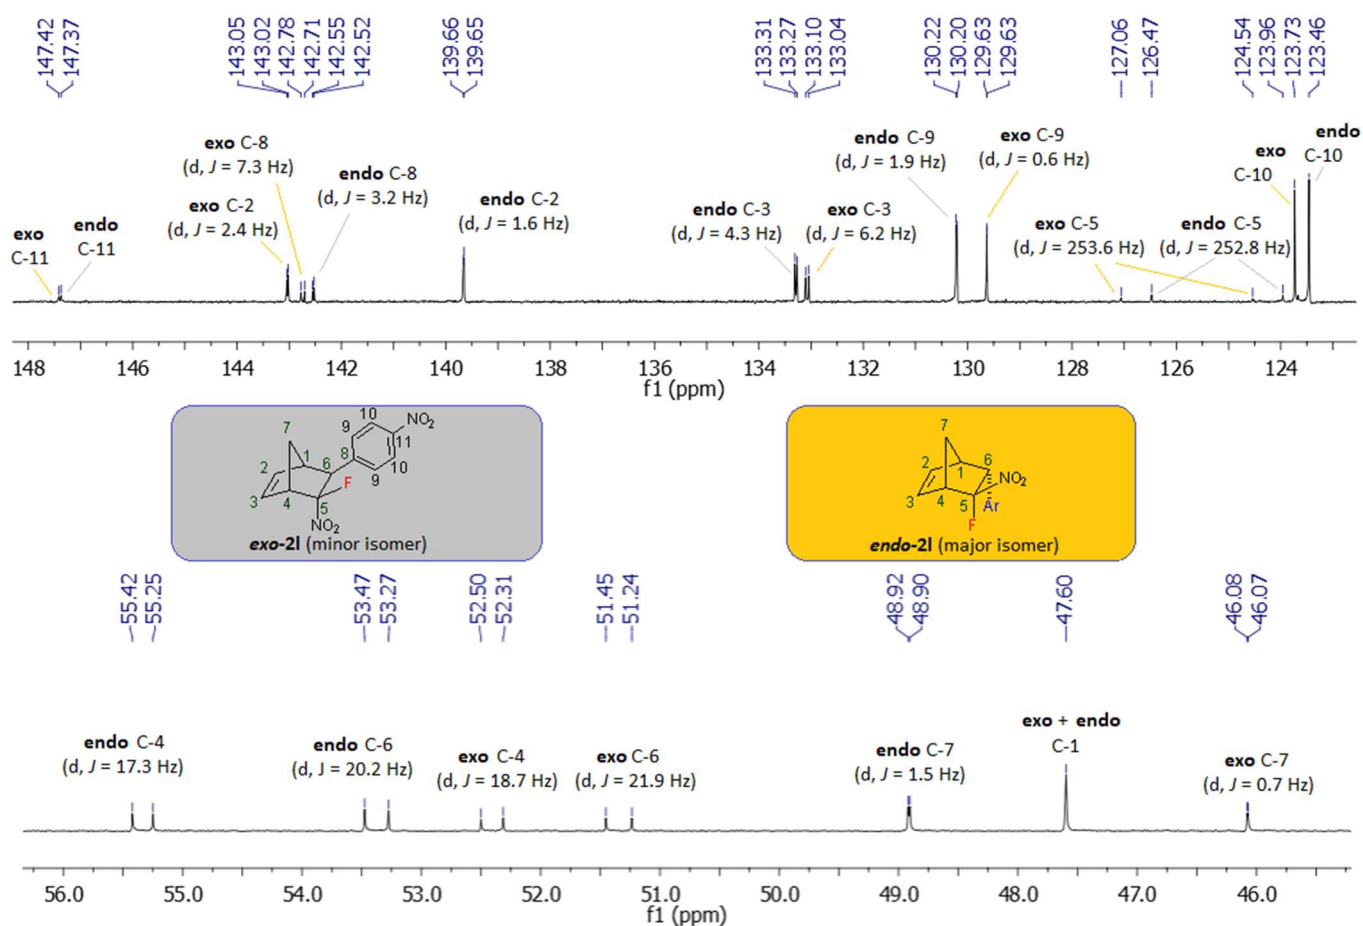 147.42
147.37
143.05
143.02
142.78
142.71
142.55
142.52
139.66
139.65
133.31
133.27
133.10
133.04
130.22
130.20
129.63
129.63
127.06
126.47
124.54
123.96
123.73
123.46
exo
C-11
endo
C-11
exo C-8
(d, J = 7.3 Hz)
exo C-2
(d, J = 2.4 Hz)
endo C-8
(d, J = 3.2 Hz)
endo C-2
(d, J = 1.6 Hz)
endo C-3
(d, J = 4.3 Hz)
exo C-3
(d, J = 6.2 Hz)
endo C-9
(d, J = 1.9 Hz)
exo C-9
(d, J = 0.6 Hz)
exo C-5
(d, J = 253.6 Hz)
endo C-5
(d, J = 252.8 Hz)
exo
C-10
endo
C-10
148 146 144 142 140 138 136 134 132 130 128 126 124
f1 (ppm)
7
2
1
3
4
6
5
8
9
10
11
10
9
NO2
F
NO2
exo-2l (minor isomer)
7
2
1
6
3
4
5
NO2
Ar
F
endo-2l (major isomer)
55.42
55.25
53.47
53.27
52.50
52.31
51.45
51.24
48.92
48.90
47.60
46.08
46.07
endo C-4
(d, J = 17.3 Hz)
endo C-6
(d, J = 20.2 Hz)
exo C-4
(d, J = 18.7 Hz)
exo C-6
(d, J = 21.9 Hz)
endo C-7
(d, J = 1.5 Hz)
exo + endo
C-1
exo C-7
(d, J = 0.7 Hz)
56.0 55.0 54.0 53.0 52.0 51.0 50.0 49.0 48.0 47.0 46.0
f1 (ppm)